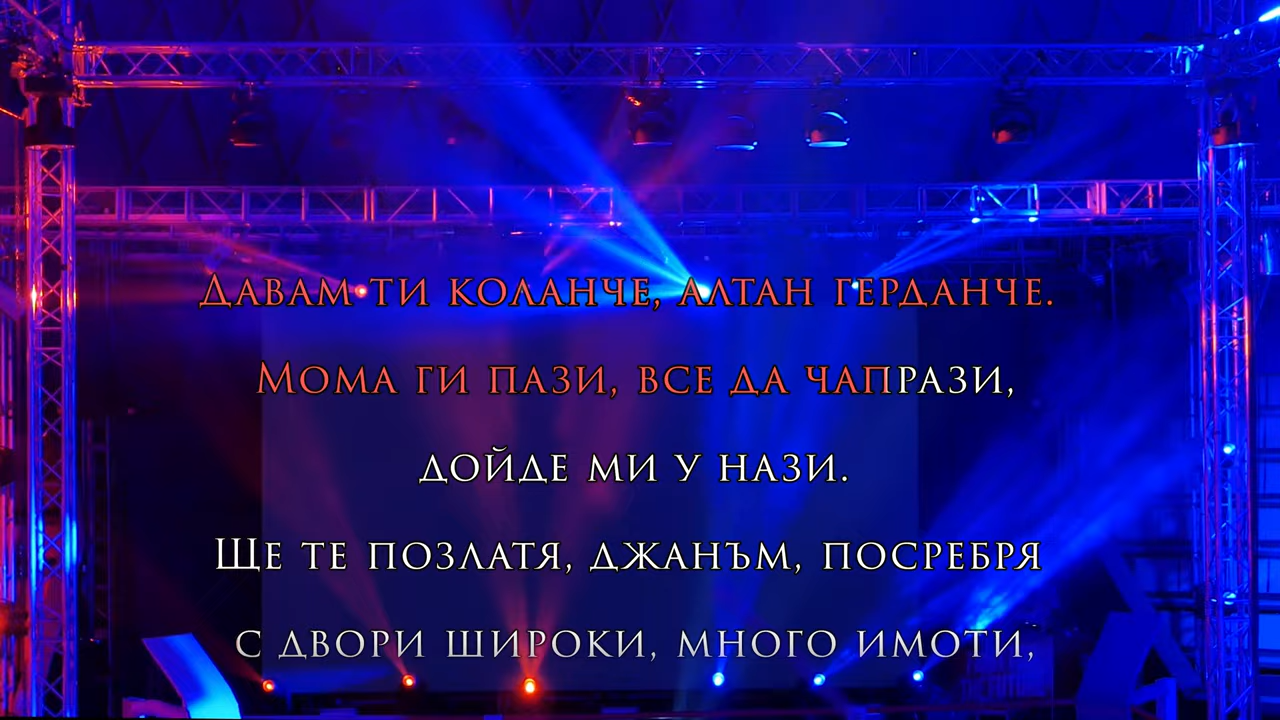 Давам ти коланче, алтан герданче.
Мома ги пази, все да чапрази,
дойде ми у нази.
Ще те позлатя, джанъм, посребря
с двори широки, много имоти,